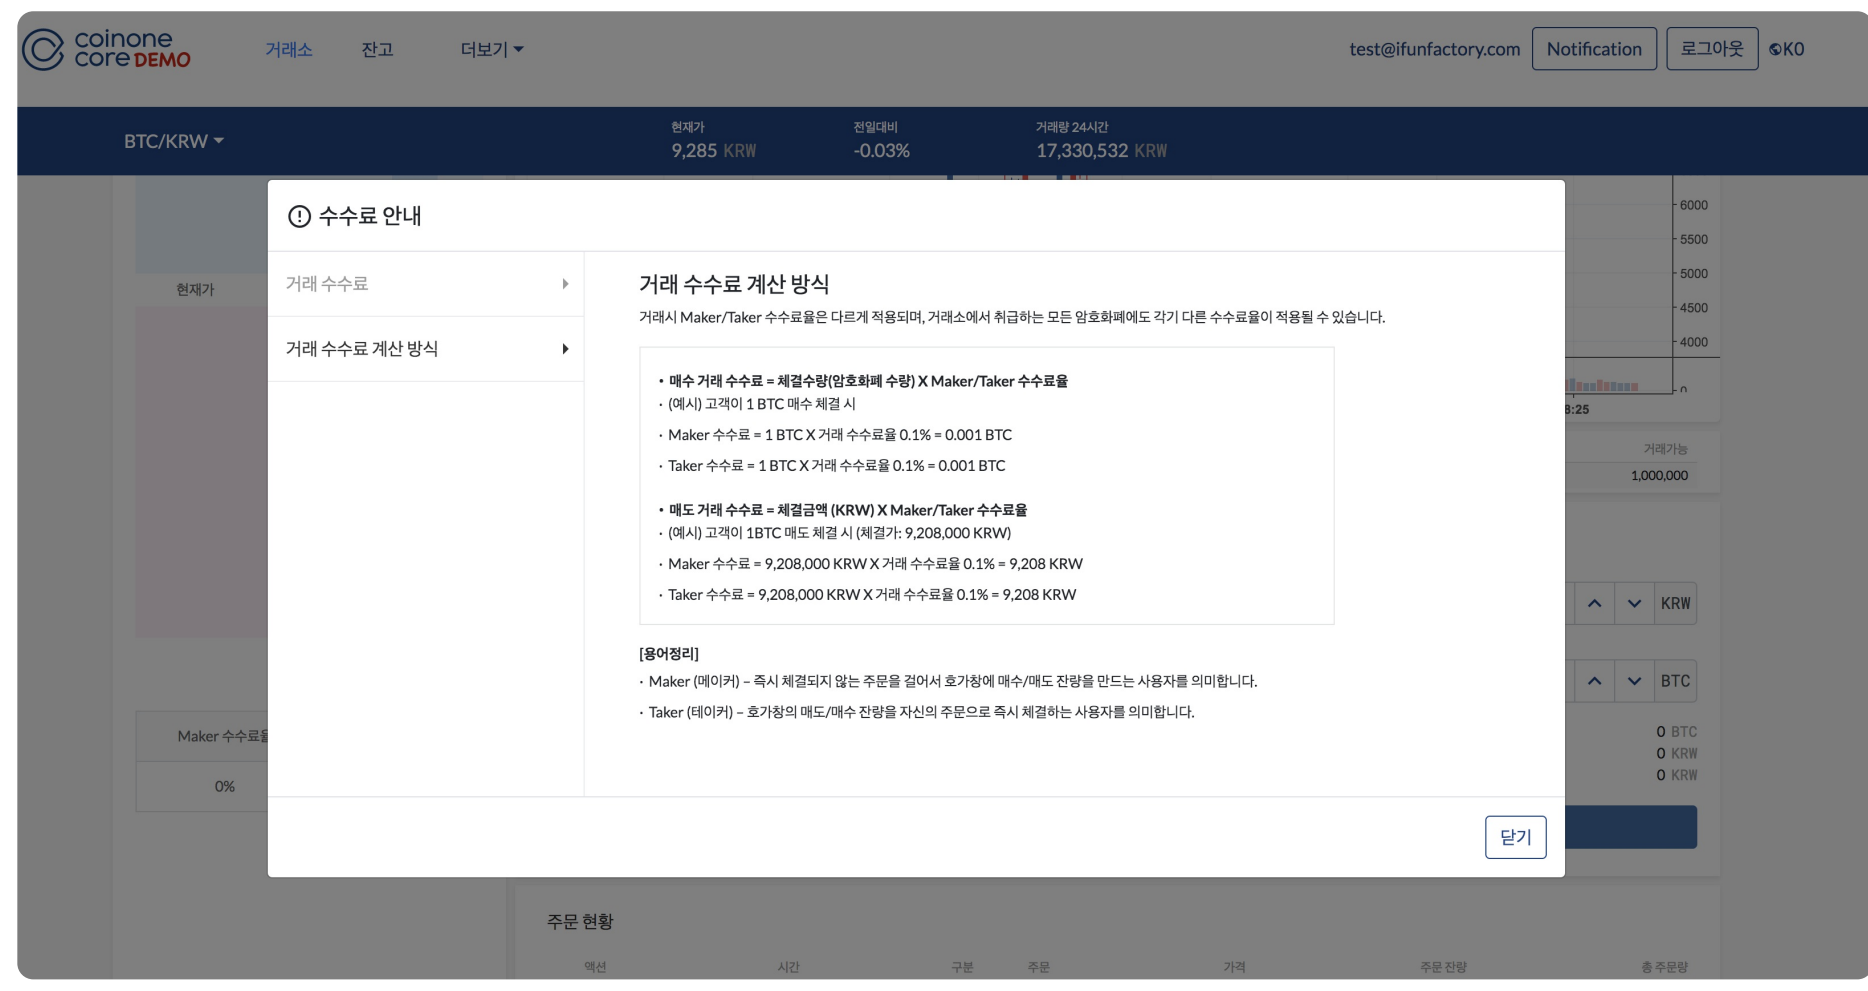 coinone
core DEMO
거래소
잔고
더보기
test@ifunfactory.com
Notification
로그아웃
KO
BTC/KRW
현재가
9,285 KRW
전일대비
-0.03%
거래량 24시간
17,330,532 KRW
수수료 안내
거래 수수료
거래 수수료 계산 방식
거래 수수료 계산 방식
거래시 Maker/Taker 수수료율은 다르게 적용되며, 거래소에서 취급하는 모든 암호화폐에도 각기 다른 수수료율이 적용될 수 있습니다.
• 매수 거래 수수료 = 체결수량(암호화폐 수량) X Maker/Taker 수수료율
· (예시) 고객이 1 BTC 매수 체결 시
· Maker 수수료 = 1 BTC X 거래 수수료율 0.1% = 0.001 BTC
· Taker 수수료 = 1 BTC X 거래 수수료율 0.1% = 0.001 BTC
• 매도 거래 수수료 = 체결금액 (KRW) X Maker/Taker 수수료율
· (예시) 고객이 1BTC 매도 체결 시 (체결가: 9,208,000 KRW)
· Maker 수수료 = 9,208,000 KRW X 거래 수수료율 0.1% = 9,208 KRW
· Taker 수수료 = 9,208,000 KRW X 거래 수수료율 0.1% = 9,208 KRW
[용어정리]
· Maker (메이커) – 즉시 체결되지 않는 주문을 걸어서 호가창에 매수/매도 잔량을 만드는 사용자를 의미합니다.
· Taker (테이커) – 호가창의 매도/매수 잔량을 자신의 주문으로 즉시 체결하는 사용자를 의미합니다.
닫기
현재가
Maker 수수료율
0%
6000
5500
5000
4500
4000
0
:25
거래가능
1,000,000
KRW
BTC
0 BTC
0 KRW
0 KRW
주문 현황
액션
시간
구분
주문
가격
주문 잔량
총 주문량